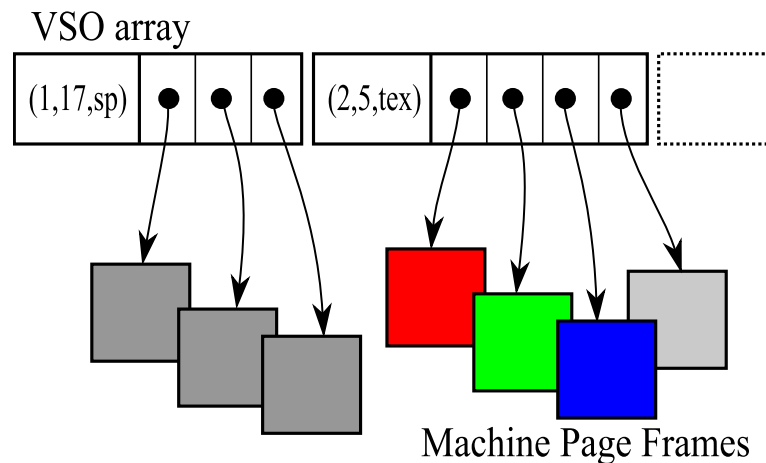 VSO array
(1,17,sp)
(2,5,tex)
Machine Page Frames